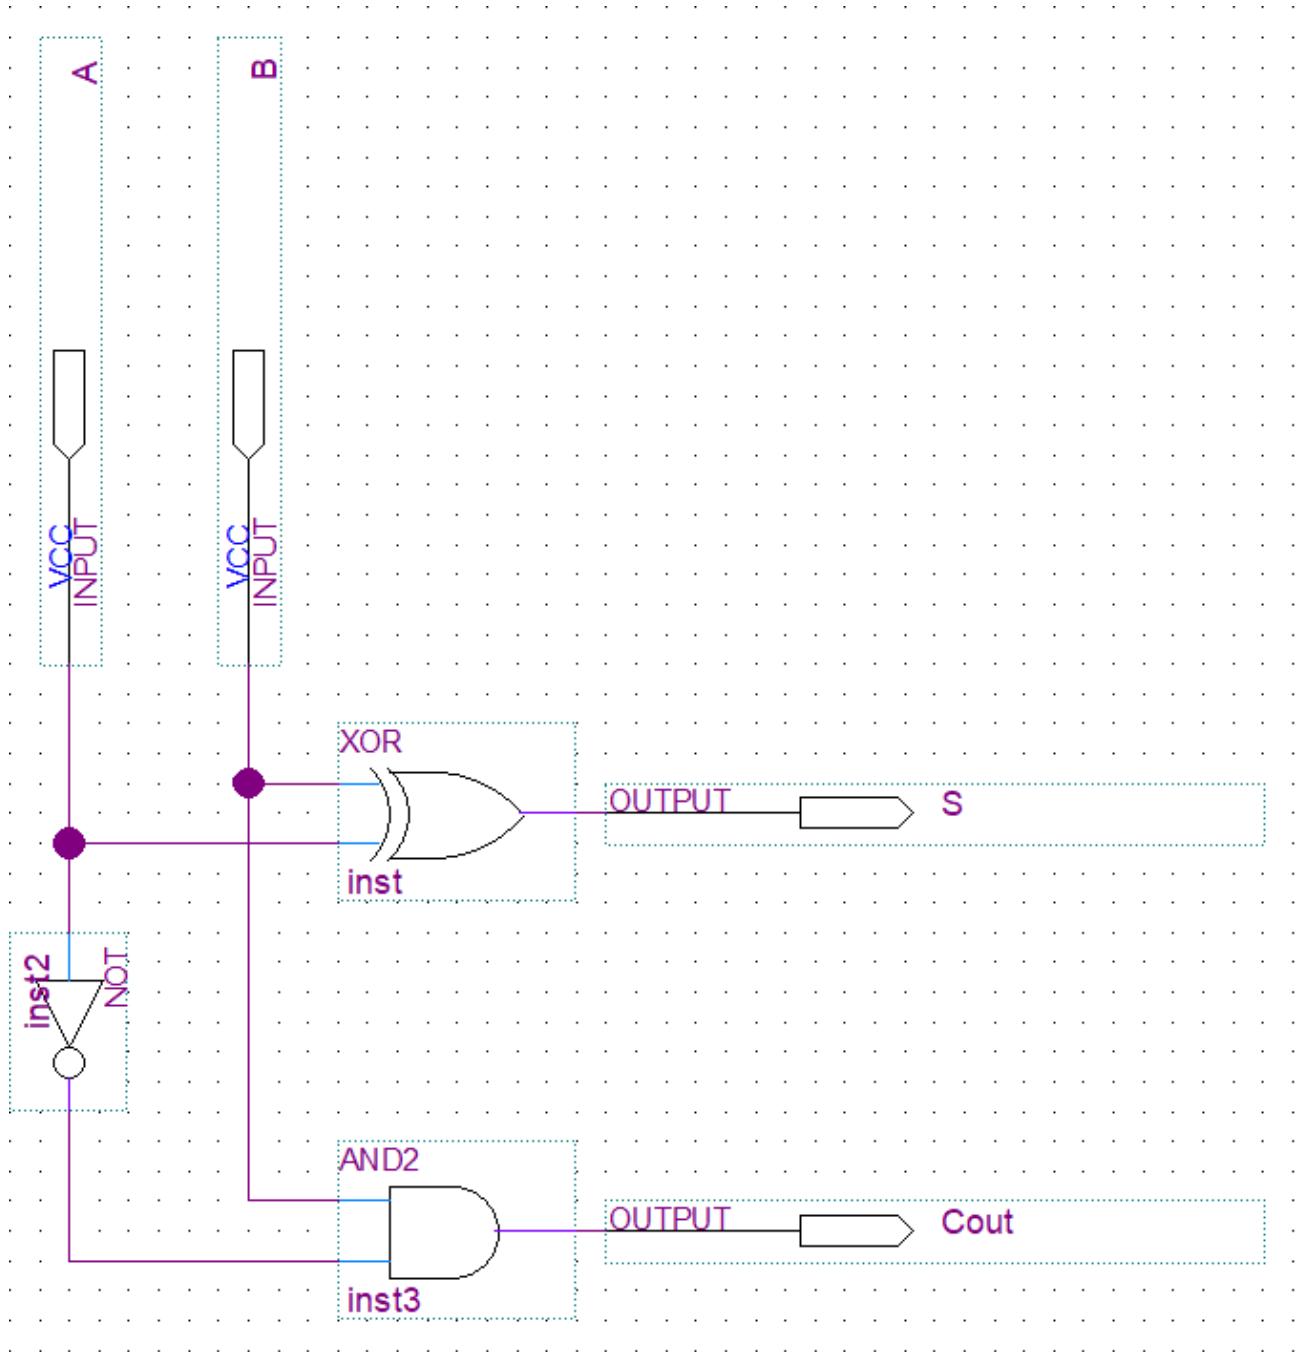 A
B
VCC
INPUT
VCC
INPUT
XOR
OUTPUT
S
inst
inst2
NOT
AND2
OUTPUT
Cout
inst3